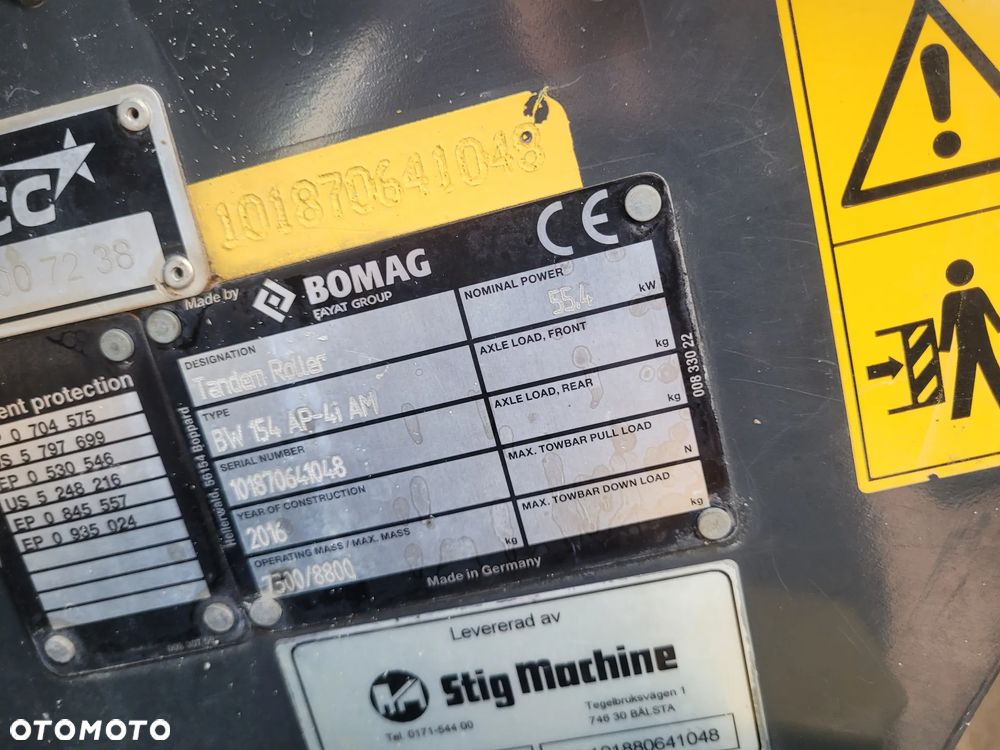 CC
00 72 38
101870641048
Made by BOMAG
FAYAT GROUP
CE
DESIGNATION
Tandem Roller
TYPE
BW 154 AP-4i AM
SERIAL NUMBER
101870641048
YEAR OF CONSTRUCTION
2016
OPERATING MASS / MAX. MASS
7500/8800 kg
NOMINAL POWER
55,4 kW
AXLE LOAD, FRONT
kg
AXLE LOAD, REAR
kg
MAX. TOWBAR PULL LOAD
N
MAX. TOWBAR DOWN LOAD
kg
Made in Germany
Hellerwald, 56154 Boppard
008 330 22
ent protection
EP 0 704 575
US 5 797 699
EP 0 530 546
US 5 248 216
EP 0 845 557
EP 0 935 024
Levererad av
Stig Machine
Tel. 0171-544 00
Tegelbruksvägen 1
746 30 BÅLSTA
101880641048
OTOMOTO